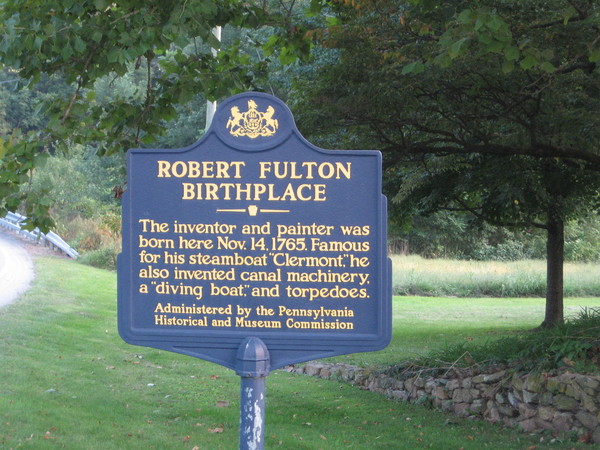 ROBERT FULTON
BIRTHPLACE
The inventor and painter was
born here Nov. 14, 1765. Famous
for his steamboat "Clermont," he
also invented canal machinery,
a "diving boat," and torpedoes.
Administered by the Pennsylvania
Historical and Museum Commission